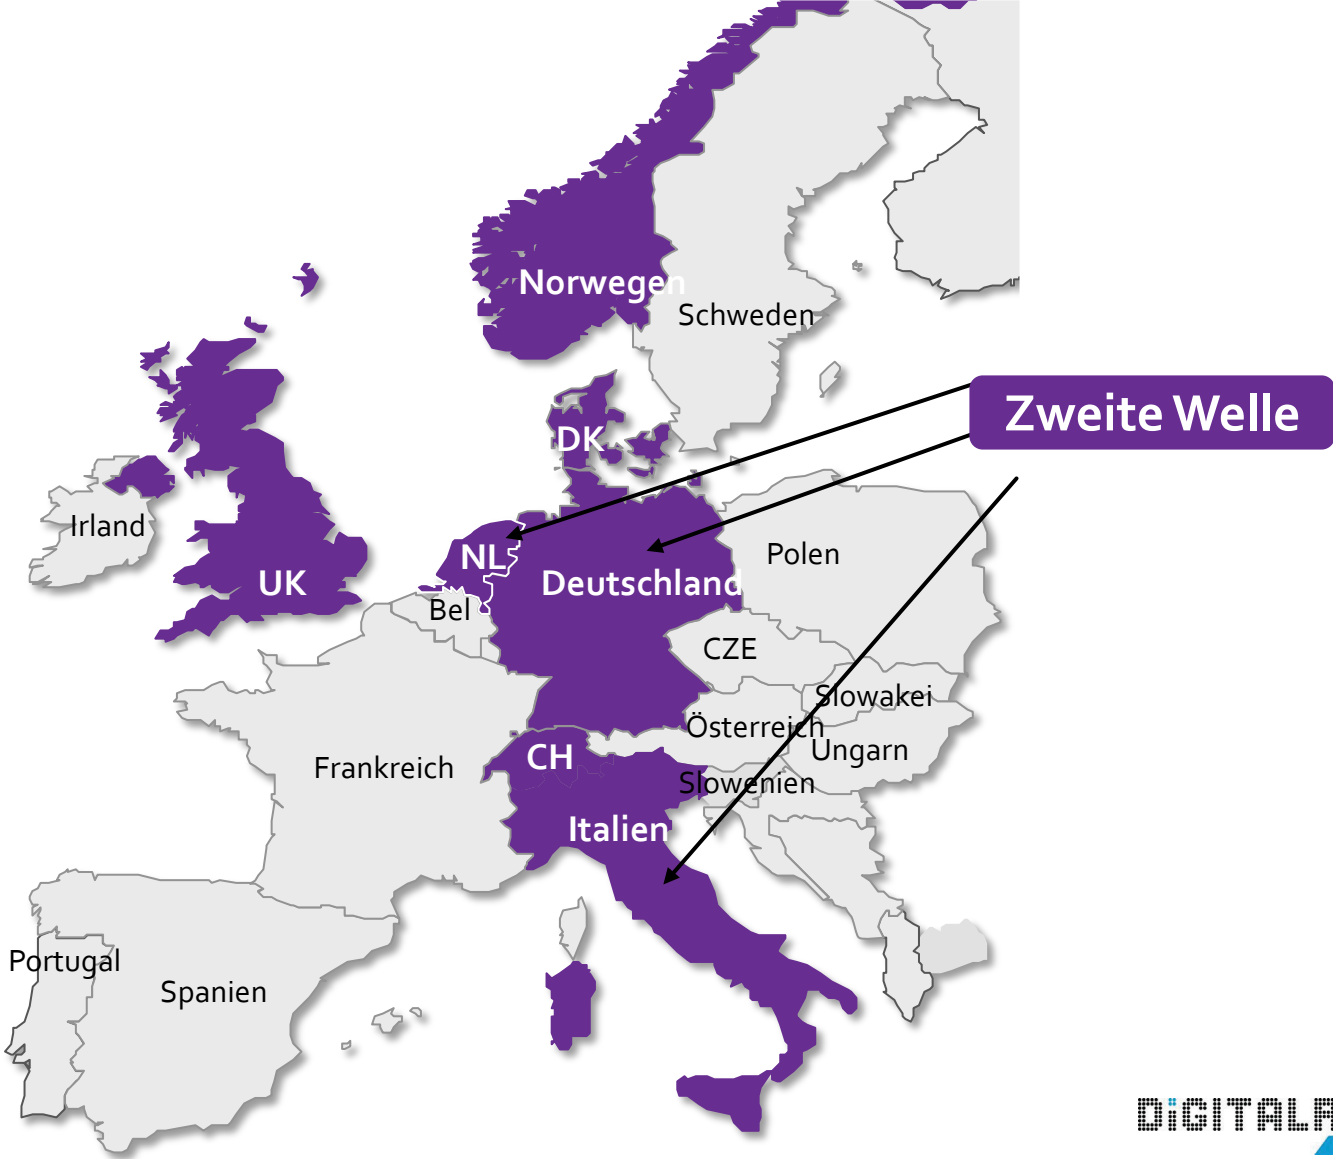 Norwegen
Schweden
Zweite Welle
DK
Irland
NL
Polen
UK
Deutschland
Bel
CZE
Slowakei
Österreich
Ungarn
CH
Frankreich
Slowenien
Italien
Portugal
Spanien
DiGITALR